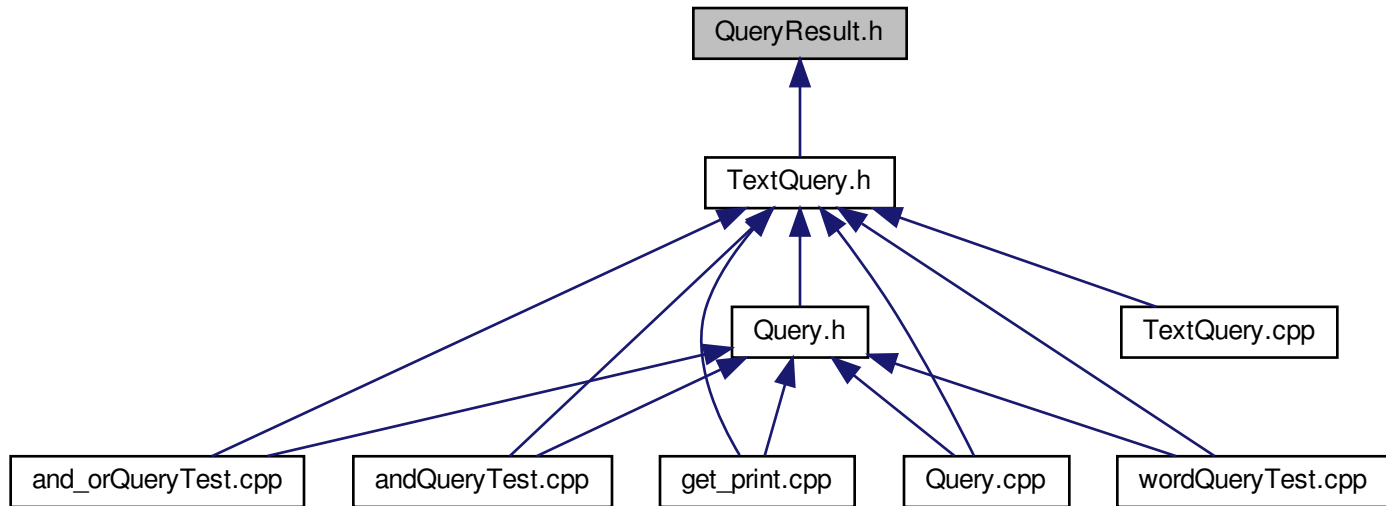 QueryResult.h
TextQuery.h
Query.h
TextQuery.cpp
and_orQueryTest.cpp
andQueryTest.cpp
get_print.cpp
Query.cpp
wordQueryTest.cpp